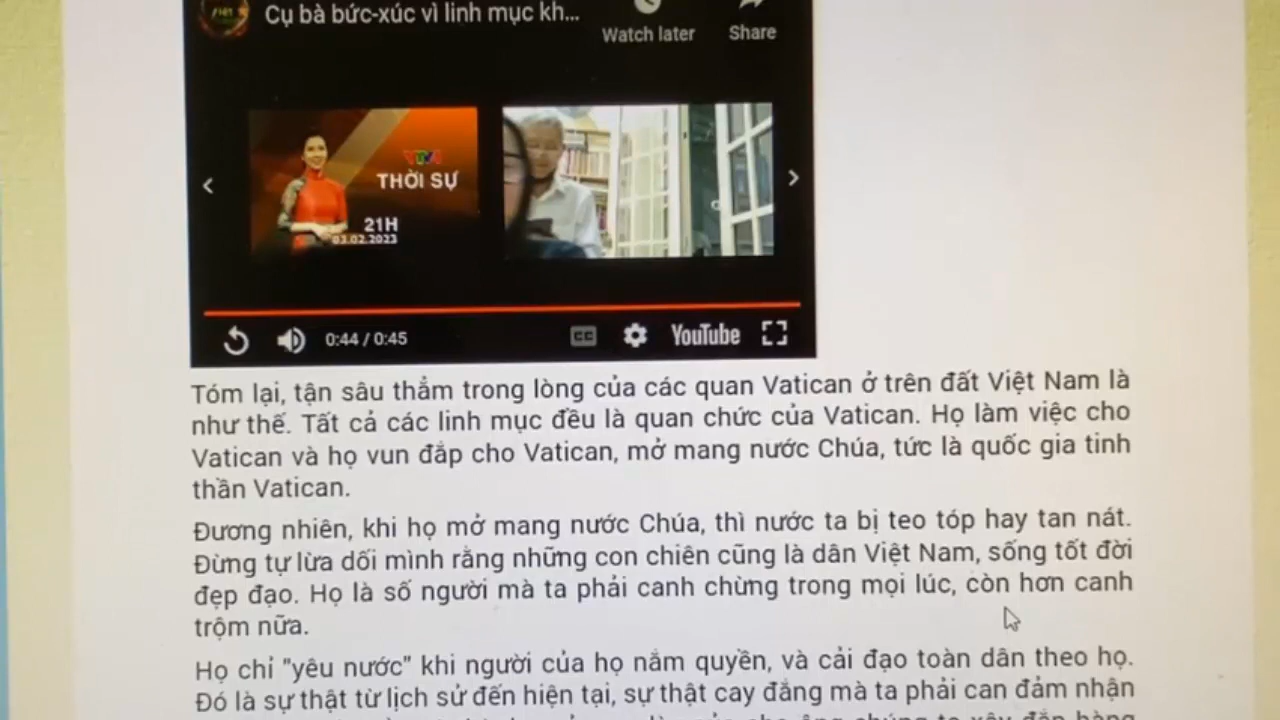 Cụ bà bức-xúc vì linh mục kh...
Watch later
Share
VTV1
THỜI SỰ
21H
03.02.2023
0:44 / 0:45
CC
YouTube
Tóm lại, tận sâu thẳm trong lòng của các quan Vatican ở trên đất Việt Nam là
như thế. Tất cả các linh mục đều là quan chức của Vatican. Họ làm việc cho
Vatican và họ vun đắp cho Vatican, mở mang nước Chúa, tức là quốc gia tinh
thần Vatican.
Đương nhiên, khi họ mở mang nước Chúa, thì nước ta bị teo tóp hay tan nát.
Đừng tự lừa dối mình rằng những con chiên cũng là dân Việt Nam, sống tốt đời
đẹp đạo. Họ là số người mà ta phải canh chừng trong mọi lúc, còn hơn canh
trộm nữa.
Họ chỉ "yêu nước" khi người của họ nắm quyền, và cải đạo toàn dân theo họ.
Đó là sự thật từ lịch sử đến hiện tại, sự thật cay đắng mà ta phải can đảm nhận